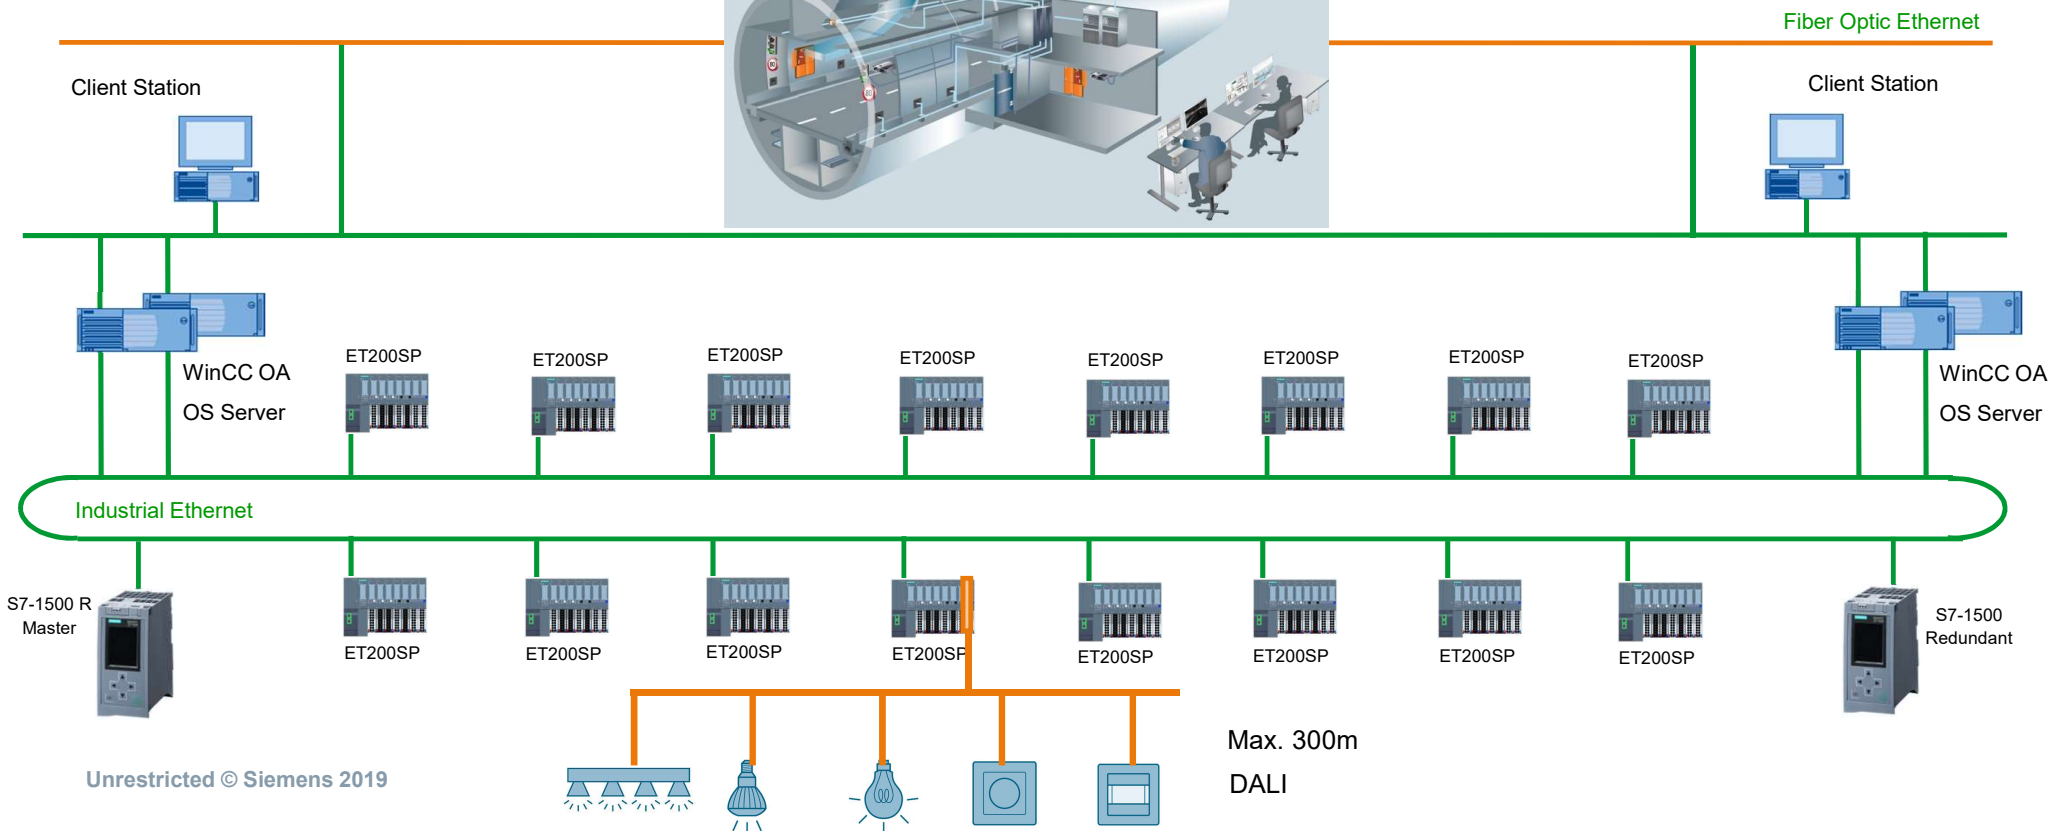 Fiber Optic Ethernet
Client Station
Client Station
80
80
WinCC OA
OS Server
ET200SP
ET200SP
ET200SP
ET200SP
ET200SP
ET200SP
ET200SP
ET200SP
WinCC OA
OS Server
Industrial Ethernet
S7-1500 R
Master
ET200SP
ET200SP
ET200SP
ET200SP
ET200SP
ET200SP
ET200SP
ET200SP
S7-1500
Redundant
Max. 300m
DALI
Unrestricted © Siemens 2019